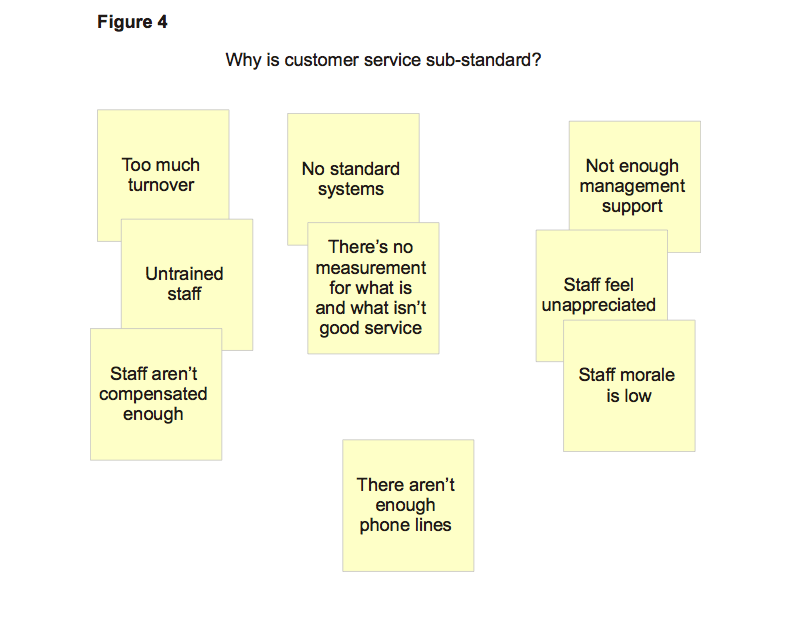 Figure 4
Why is customer service sub-standard?
Too much
turnover
Untrained
staff
Staff aren’t
compensated
enough
No standard
systems
There’s no
measurement
for what is
and what isn’t
good service
Not enough
management
support
Staff feel
unappreciated
Staff morale
is low
There aren’t
enough
phone lines